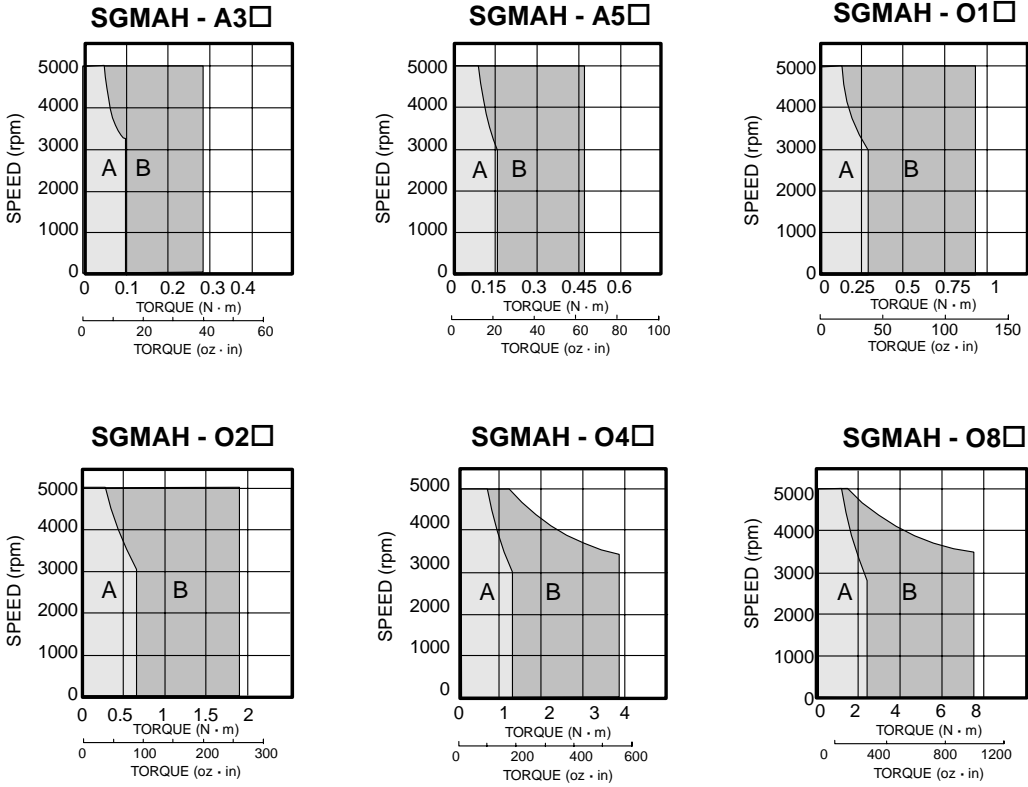 SGMAH - A3□
SPEED (rpm)
5000
4000
3000
2000
1000
0
A B
0 0.1 0.2 0.3 0.4
TORQUE (N · m)
0 20 40 60
TORQUE (oz · in)
SGMAH - A5□
SPEED (rpm)
5000
4000
3000
2000
1000
0
A B
0 0.15 0.3 0.45 0.6
TORQUE (N · m)
0 20 40 60 80 100
TORQUE (oz · in)
SGMAH - O1□
SPEED (rpm)
5000
4000
3000
2000
1000
0
A B
0 0.25 0.5 0.75 1
TORQUE (N · m)
0 50 100 150
TORQUE (oz · in)
SGMAH - O2□
SPEED (rpm)
5000
4000
3000
2000
1000
0
A B
0 0.5 1 1.5 2
TORQUE (N · m)
0 100 200 300
TORQUE (oz · in)
SGMAH - O4□
SPEED (rpm)
5000
4000
3000
2000
1000
0
A B
0 1 2 3 4
TORQUE (N · m)
0 200 400 600
TORQUE (oz · in)
SGMAH - O8□
SPEED (rpm)
5000
4000
3000
2000
1000
0
A B
0 2 4 6 8
TORQUE (N · m)
0 400 800 1200
TORQUE (oz · in)